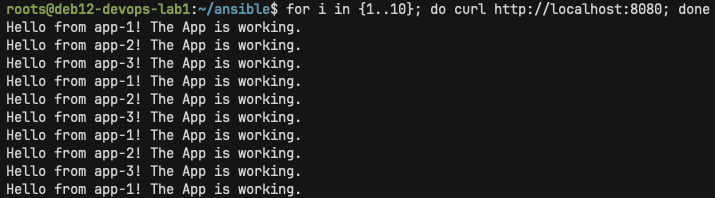 roots@deb12-devops-lab1:~/ansible$ for i in {1..10}; do curl http://localhost:8080; done
Hello from app-1! The App is working.
Hello from app-2! The App is working.
Hello from app-3! The App is working.
Hello from app-1! The App is working.
Hello from app-2! The App is working.
Hello from app-3! The App is working.
Hello from app-1! The App is working.
Hello from app-2! The App is working.
Hello from app-3! The App is working.
Hello from app-1! The App is working.